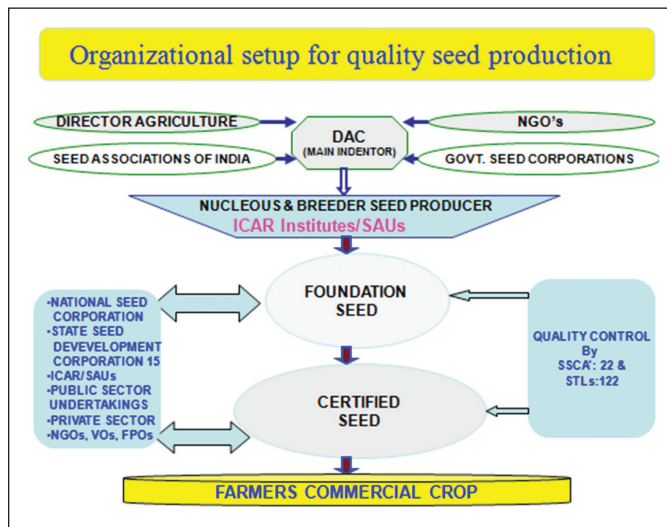 Organizational setup for quality seed production
DIRECTOR AGRICULTURE
NGO's
DAC
(MAIN INDENTOR)
SEED ASSOCIATIONS OF INDIA
GOVT. SEED CORPORATIONS
NUCLEOUS & BREEDER SEED PRODUCER
ICAR Institutes/SAUs
FOUNDATION
SEED
•NATIONAL SEED
CORPORATION
•STATE SEED
DEVEVELOPMENT
CORPORATION 15
•ICAR/SAUs
•PUBLIC SECTOR
UNDERTAKINGS
•PRIVATE SECTOR
•NGOs, VOs, FPOs
QUALITY CONTROL
By
SSCA': 22 &
STLs:122
CERTIFIED
SEED
FARMERS COMMERCIAL CROP